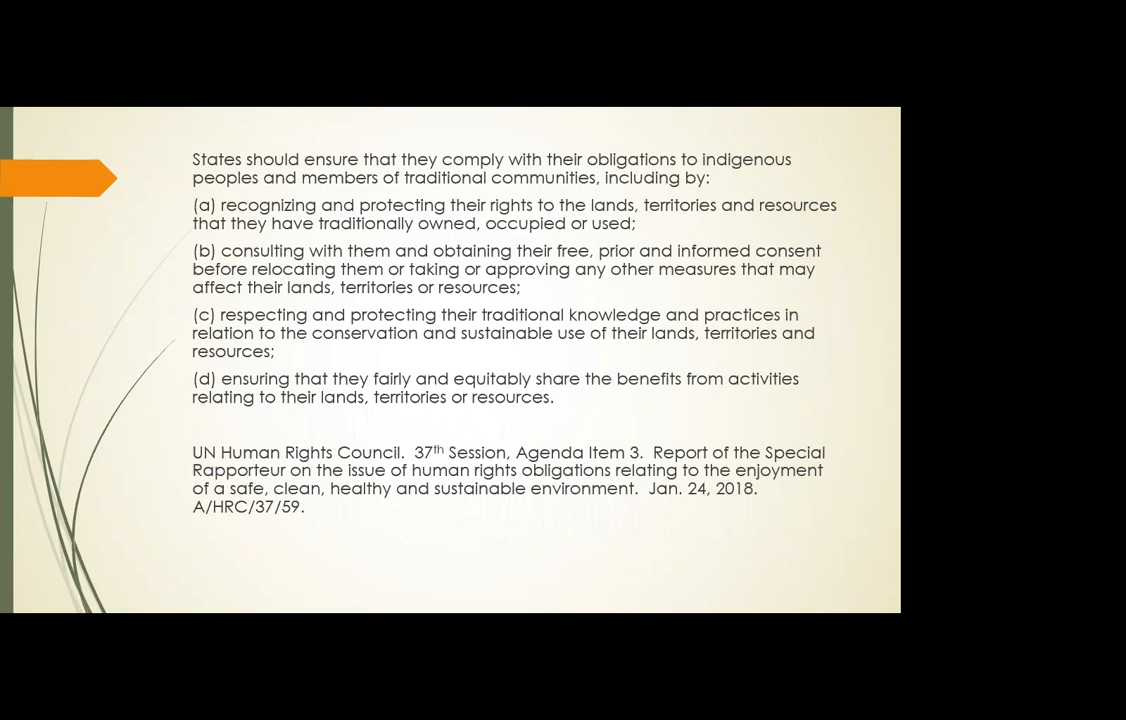 States should ensure that they comply with their obligations to indigenous
peoples and members of traditional communities, including by:
(a) recognizing and protecting their rights to the lands, territories and resources
that they have traditionally owned, occupied or used;
(b) consulting with them and obtaining their free, prior and informed consent
before relocating them or taking or approving any other measures that may
affect their lands, territories or resources;
(c) respecting and protecting their traditional knowledge and practices in
relation to the conservation and sustainable use of their lands, territories and
resources;
(d) ensuring that they fairly and equitably share the benefits from activities
relating to their lands, territories or resources.
UN Human Rights Council.  37th Session, Agenda Item 3.  Report of the Special
Rapporteur on the issue of human rights obligations relating to the enjoyment
of a safe, clean, healthy and sustainable environment.  Jan. 24, 2018.
A/HRC/37/59.